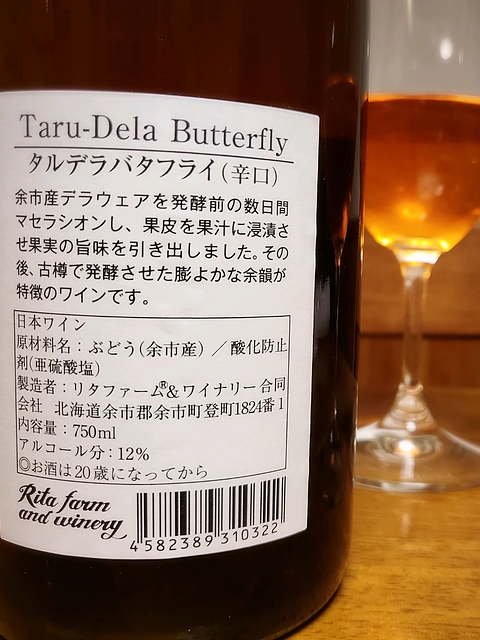 Taru-Dela Butterfly
タルデラバタフライ(辛口)
余市産デラウェアを発酵前の数日間
マセラシオンし、果皮を果汁に浸漬さ
せ果実の旨味を引き出しました。その
後、古樽で発酵させた膨よかな余韻が
特徴のワインです。
日本ワイン
原材料名：ぶどう(余市産)／酸化防止
剤(亜硫酸塩)
製造者：リタファーム®&ワイナリー合同
会社 北海道余市郡余市町登町1824番1
内容量：750ml
アルコール分：12%
◎お酒は20歳になってから
Rita farm
and winery
4582389310322